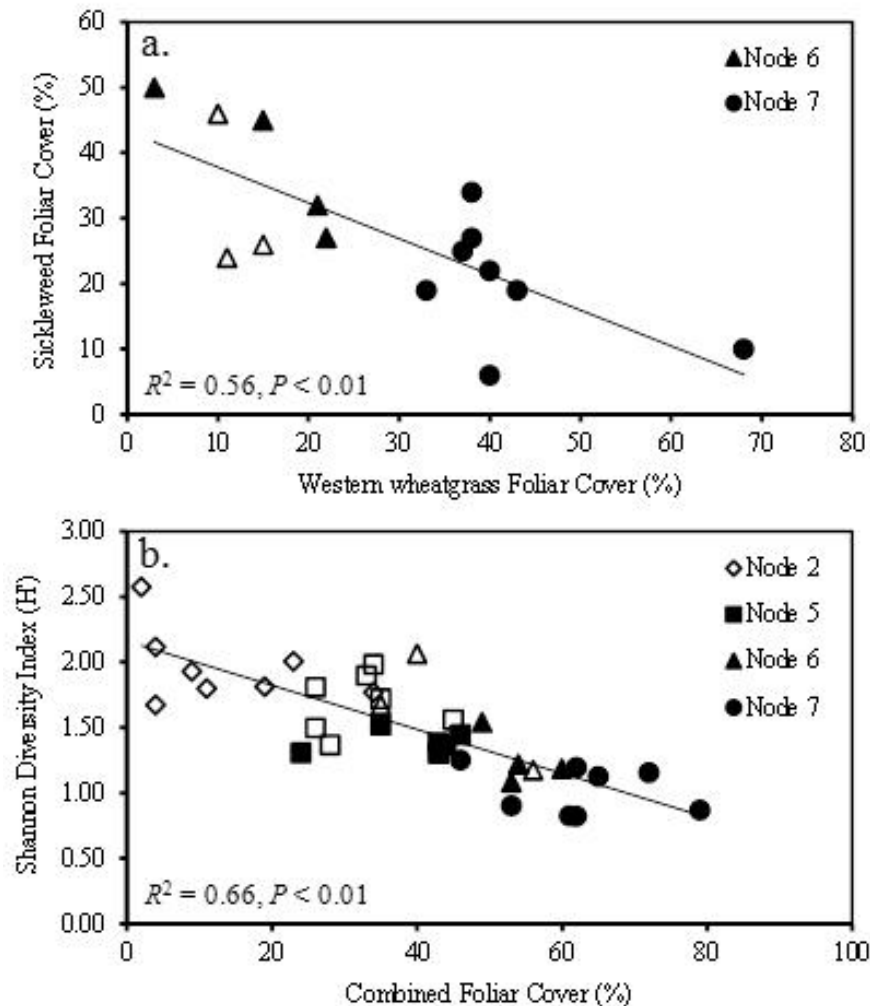 a.
Node 6
Node 7
60
50
40
30
20
10
0
Sickleweed Foliar Cover (%)
R² = 0.56, P < 0.01
0 10 20 30 40 50 60 70 80
Western wheatgrass Foliar Cover (%)
b.
Node 2
Node 5
Node 6
Node 7
3.00
2.50
2.00
1.50
1.00
0.50
0.00
Shannon Diversity Index (H')
R² = 0.66, P < 0.01
0 20 40 60 80 100
Combined Foliar Cover (%)